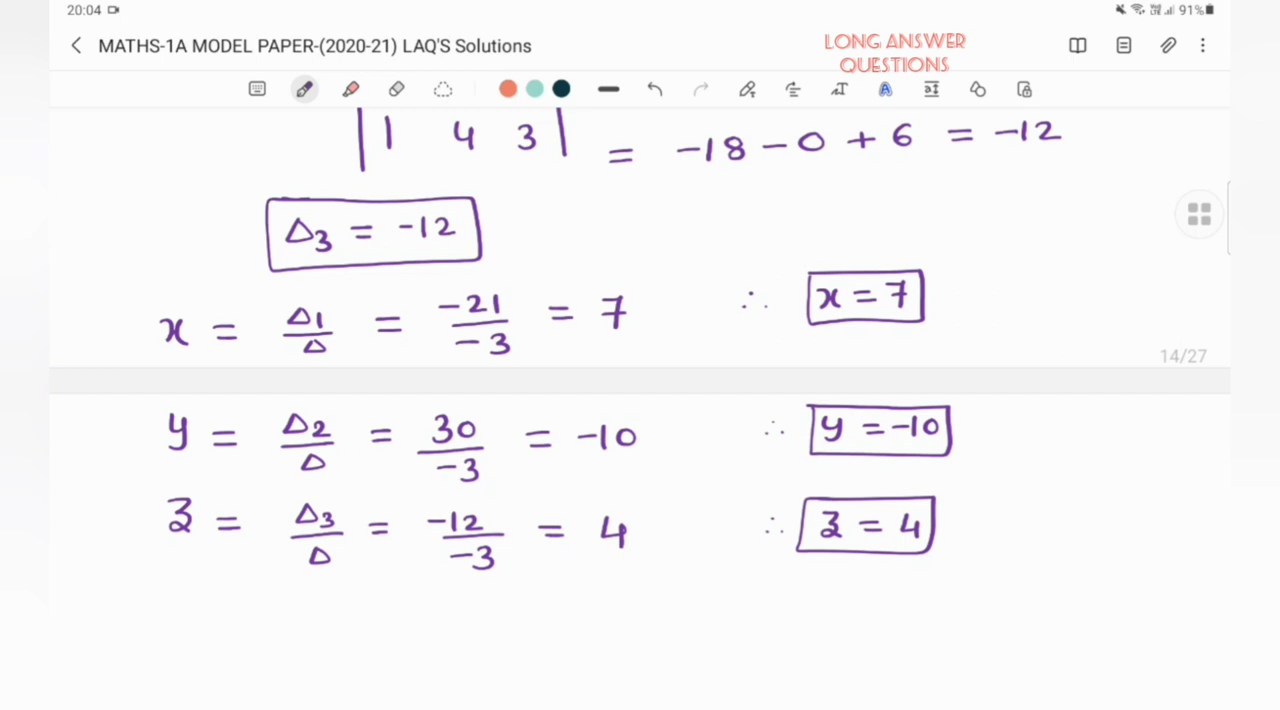 20:04 91%
MATHS-1A MODEL PAPER-(2020-21) LAQ'S Solutions
LONG ANSWER
QUESTIONS
| 1 4 3 | = -18 - 0 + 6 = -12
Δ3 = -12
x = Δ1/Δ = -21/-3 = 7 ∴ x = 7
14/27
y = Δ2/Δ = 30/-3 = -10 ∴ y = -10
z = Δ3/Δ = -12/-3 = 4 ∴ z = 4